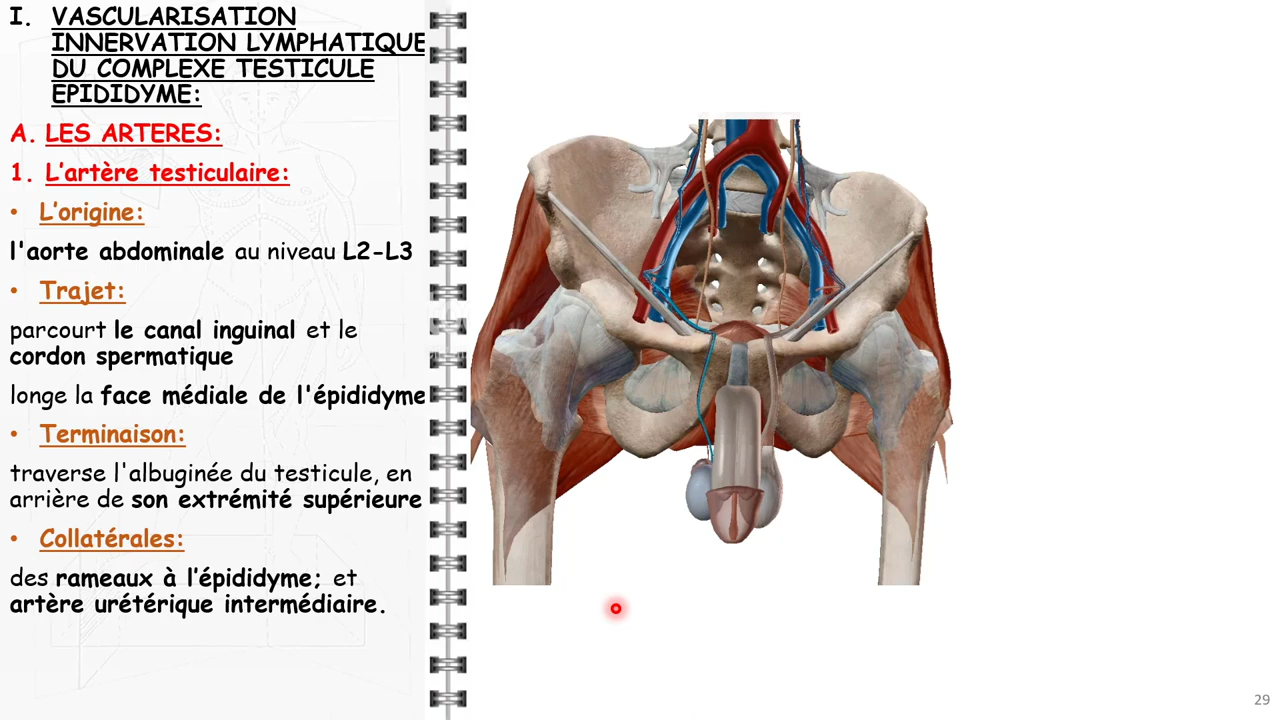 I. VASCULARISATION
INNERVATION LYMPHATIQUE
DU COMPLEXE TESTICULE
EPIDIDYME:
A. LES ARTERES:
1. L'artère testiculaire:
• L'origine:
l'aorte abdominale au niveau L2-L3
• Trajet:
parcourt le canal inguinal et le
cordon spermatique
longe la face médiale de l'épididyme
• Terminaison:
traverse l'albuginée du testicule, en
arrière de son extrémité supérieure
• Collatérales:
des rameaux à l'épididyme; et
artère urétérique intermédiaire.
29